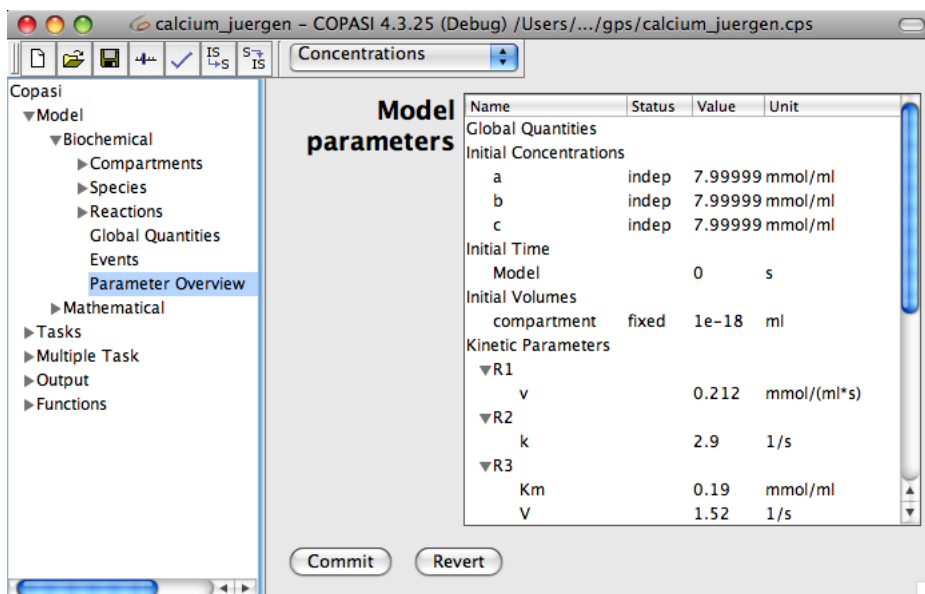 calcium_juergen - COPASI 4.3.25 (Debug) /Users/.../gps/calcium_juergen.cps
IS S S IS Concentrations
Copasi
Model
Biochemical
Compartments
Species
Reactions
Global Quantities
Events
Parameter Overview
Mathematical
Tasks
Multiple Task
Output
Functions
Model
parameters
Name Status Value Unit
Global Quantities
Initial Concentrations
a indep 7.99999 mmol/ml
b indep 7.99999 mmol/ml
c indep 7.99999 mmol/ml
Initial Time
Model 0 s
Initial Volumes
compartment fixed 1e-18 ml
Kinetic Parameters
R1
v 0.212 mmol/(ml*s)
R2
k 2.9 1/s
R3
Km 0.19 mmol/ml
V 1.52 1/s
Commit Revert